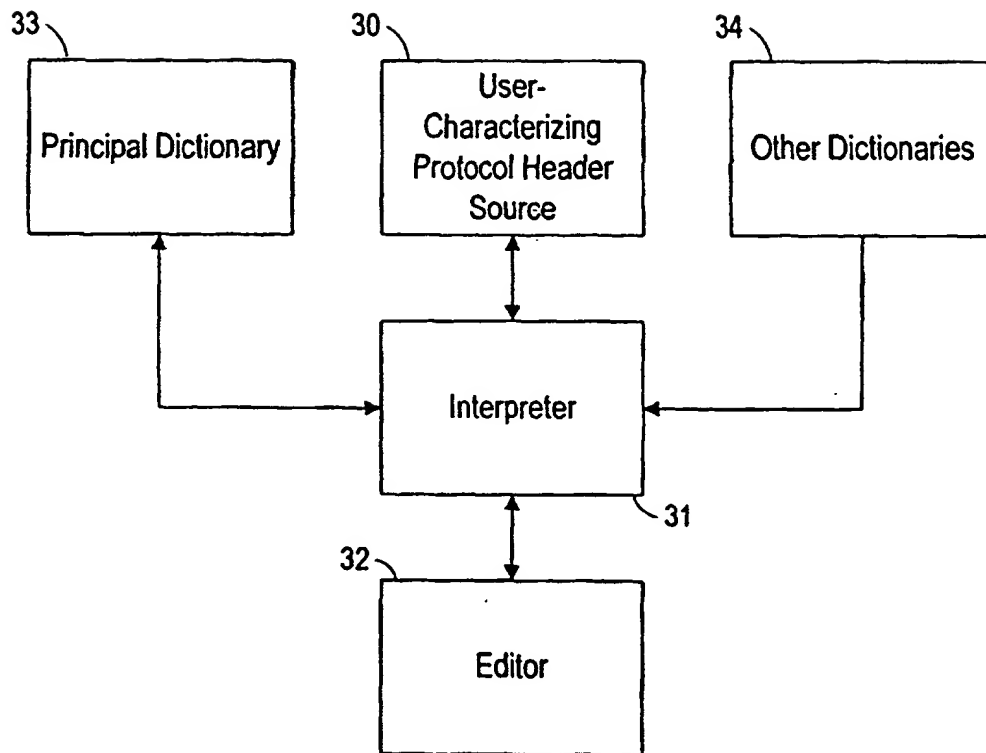 33
30
34
Principal Dictionary
User-
Characterizing
Protocol Header
Source
Other Dictionaries
Interpreter
31
32
Editor